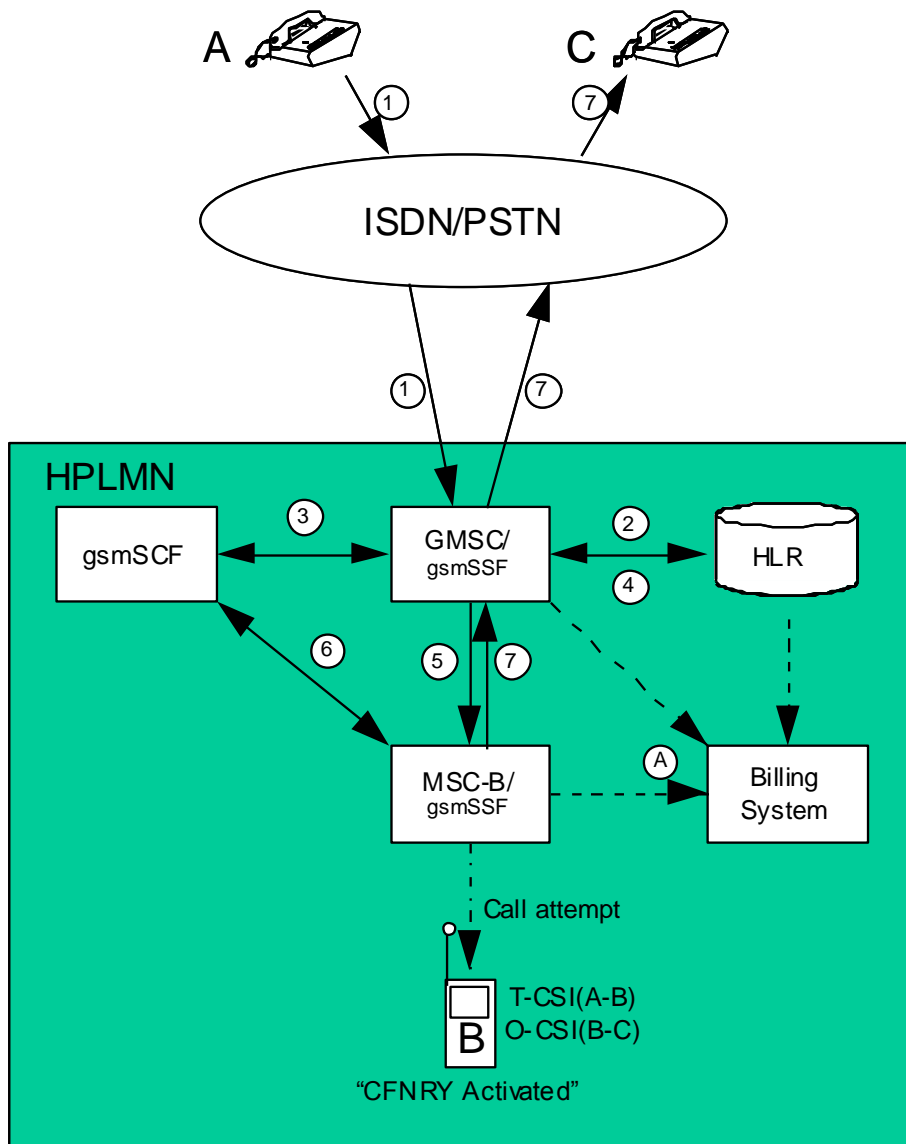 A
C
1
7
ISDN/PSTN
1
7
HPLMN
gsmSCF
3
GMSC/
gsmSSF
2
4
HLR
6
5
7
MSC-B/
gsmSSF
A
Billing
System
Call attempt
B
T-CSI(A-B)
O-CSI(B-C)
“CFNRY Activated”